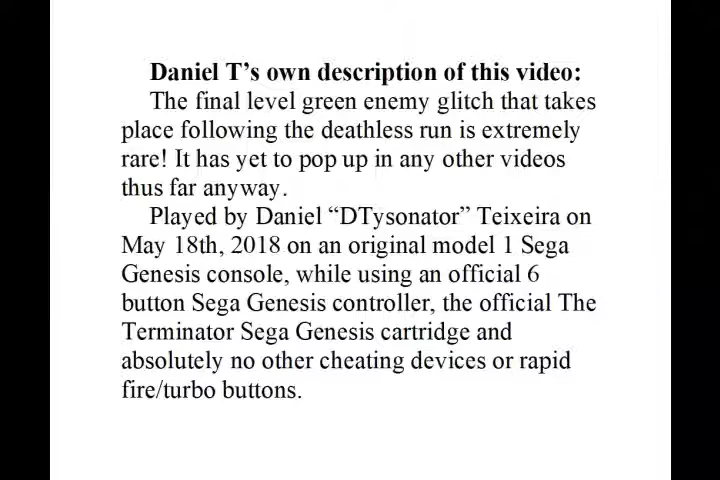 Daniel T’s own description of this video:
The final level green enemy glitch that takes
place following the deathless run is extremely
rare! It has yet to pop up in any other videos
thus far anyway.
Played by Daniel “DTysonator” Teixeira on
May 18th, 2018 on an original model 1 Sega
Genesis console, while using an official 6
button Sega Genesis controller, the official The
Terminator Sega Genesis cartridge and
absolutely no other cheating devices or rapid
fire/turbo buttons.